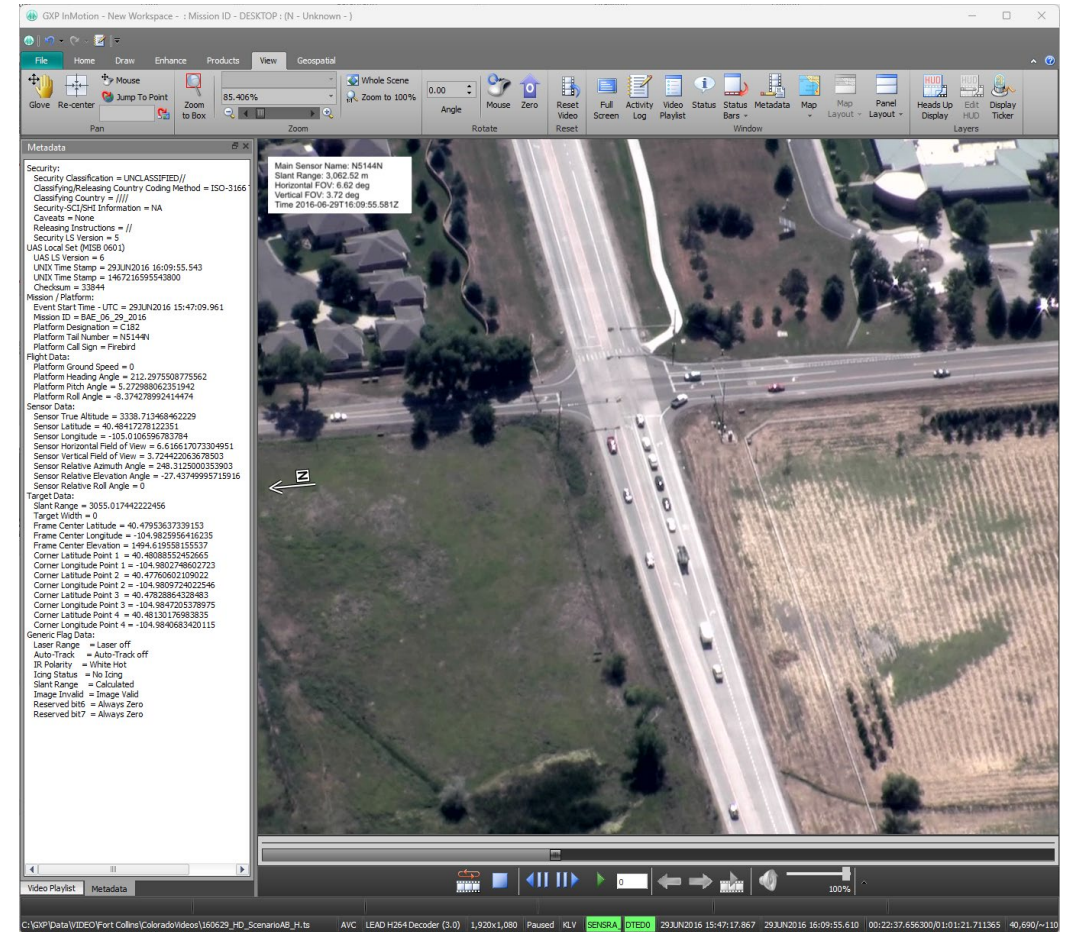 GXP InMotion - New Workspace - : Mission ID - DESKTOP : (N - Unknown - )
File Home Draw Enhance Products View Geospatial
Glove
Re-center
Mouse
Jump To Point
Pan
Zoom to Box
85.406%
Whole Scene
Zoom to 100%
Zoom
0.00
Angle
Mouse
Zero
Rotate
Reset Video
Reset
Full Screen
Activity Log
Video Playlist
Status
Status Bars
Metadata
Map
Map Layout
Panel Layout
Window
Heads Up Display
Edit HUD
Display Ticker
Layers
HUD
HUD
Metadata
Security:
Security Classification = UNCLASSIFIED//
Classifying/Releasing Country Coding Method = ISO-3166
Classifying Country = ////
Security-SCI/SHI Information = NA
Caveats = None
Releasing Instructions = //
Security LS Version = 5
UAS Local Set (MISB 0601)
UAS LS Version = 6
UNIX Time Stamp = 29JUN2016 16:09:55.543
UNIX Time Stamp = 1467216595543800
Checksum = 33844
Mission / Platform:
Event Start Time - UTC = 29JUN2016 15:47:09.961
Mission ID = BAE_06_29_2016
Platform Designation = C182
Platform Tail Number = N5144N
Platform Call Sign = Firebird
Flight Data:
Platform Ground Speed = 0
Platform Heading Angle = 212.2975508775562
Platform Pitch Angle = 5.272988062351942
Platform Roll Angle = -8.374278992414474
Sensor Data:
Sensor True Altitude = 3338.713468462229
Sensor Latitude = 40.48417278122351
Sensor Longitude = -105.0106596783784
Sensor Horizontal Field of View = 6.616617073304951
Sensor Vertical Field of View = 3.724422063678503
Sensor Relative Azimuth Angle = 248.3125000353903
Sensor Relative Elevation Angle = -27.43749995715916
Sensor Relative Roll Angle = 0
Target Data:
Slant Range = 3055.017442222456
Target Width = 0
Frame Center Latitude = 40.47953637339153
Frame Center Longitude = -104.9825956416235
Frame Center Elevation = 1494.619558155537
Corner Latitude Point 1 = 40.48088552452665
Corner Longitude Point 1 = -104.9802748602723
Corner Latitude Point 2 = 40.47760602109022
Corner Longitude Point 2 = -104.9809724022546
Corner Latitude Point 3 = 40.47828864328483
Corner Longitude Point 3 = -104.9847205378975
Corner Latitude Point 4 = 40.48130176983835
Corner Longitude Point 4 = -104.9840683420115
Generic Flag Data:
Laser Range = Laser off
Auto-Track = Auto-Track off
IR Polarity = White Hot
Icing Status = No Icing
Slant Range = Calculated
Image Invalid = Image Valid
Reserved bit6 = Always Zero
Reserved bit7 = Always Zero
Main Sensor Name: N5144N
Slant Range: 3,062.52 m
Horizontal FOV: 6.62 deg
Vertical FOV: 3.72 deg
Time 2016-06-29T16:09:55.581Z
N
Video Playlist Metadata
0
100%
C:\GXP\Data\VIDEO\Fort Collins\ColoradoVideos\160629_HD_ScenarioAB_H.ts AVC LEAD H264 Decoder (3.0) 1,920x1,080 Paused KLV SENSRA_ DTED0 29JUN2016 15:47:17.867 29JUN2016 16:09:55.610 00:22:37.656300/01:01:21.711365 40,690/~110